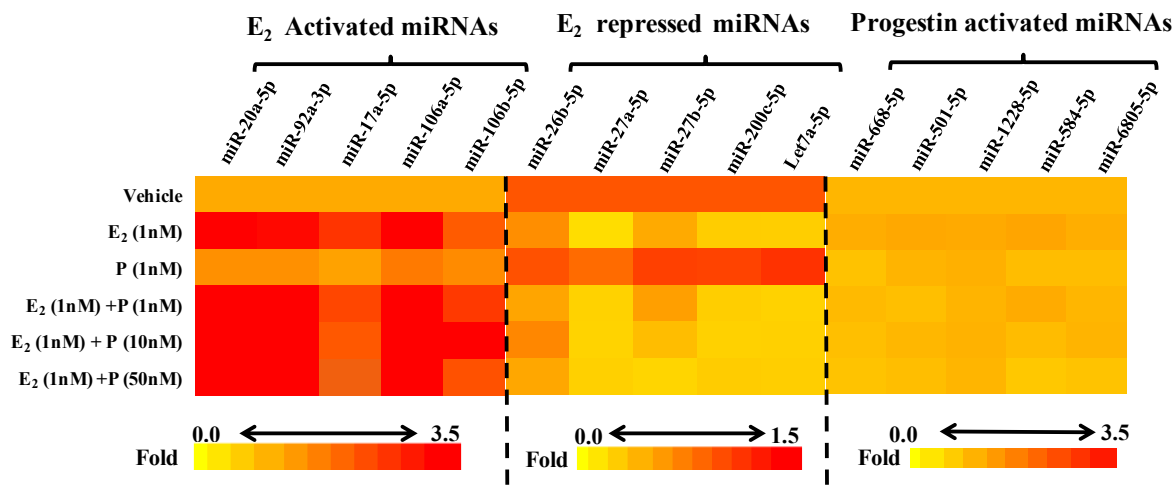 E₂ Activated miRNAs
E₂ repressed miRNAs
Progestin activated miRNAs
miR-20a-5p
miR-92a-3p
miR-17a-5p
miR-106a-5p
miR-106b-5p
miR-26b-5p
miR-27a-5p
miR-27b-5p
miR-200c-5p
Let7a-5p
miR-668-5p
miR-501-5p
miR-1228-5p
miR-584-5p
miR-6805-5p
Vehicle
E₂ (1nM)
P (1nM)
E₂ (1nM) +P (1nM)
E₂ (1nM) + P (10nM)
E₂ (1nM) +P (50nM)
0.0 3.5
Fold
0.0 1.5
Fold
0.0 3.5
Fold